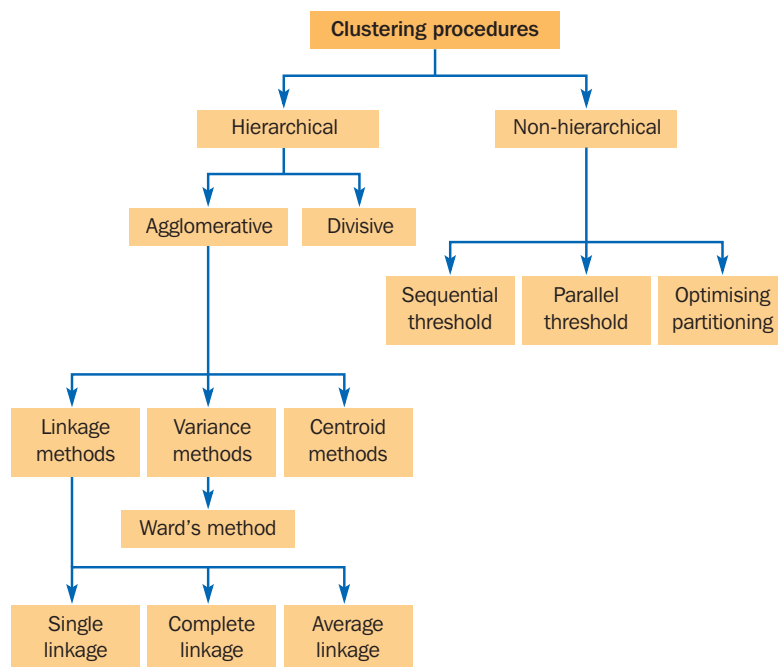 Clustering procedures
Hierarchical
Non-hierarchical
Agglomerative
Divisive
Sequential
threshold
Parallel
threshold
Optimising
partitioning
Linkage
methods
Variance
methods
Centroid
methods
Ward’s method
Single
linkage
Complete
linkage
Average
linkage